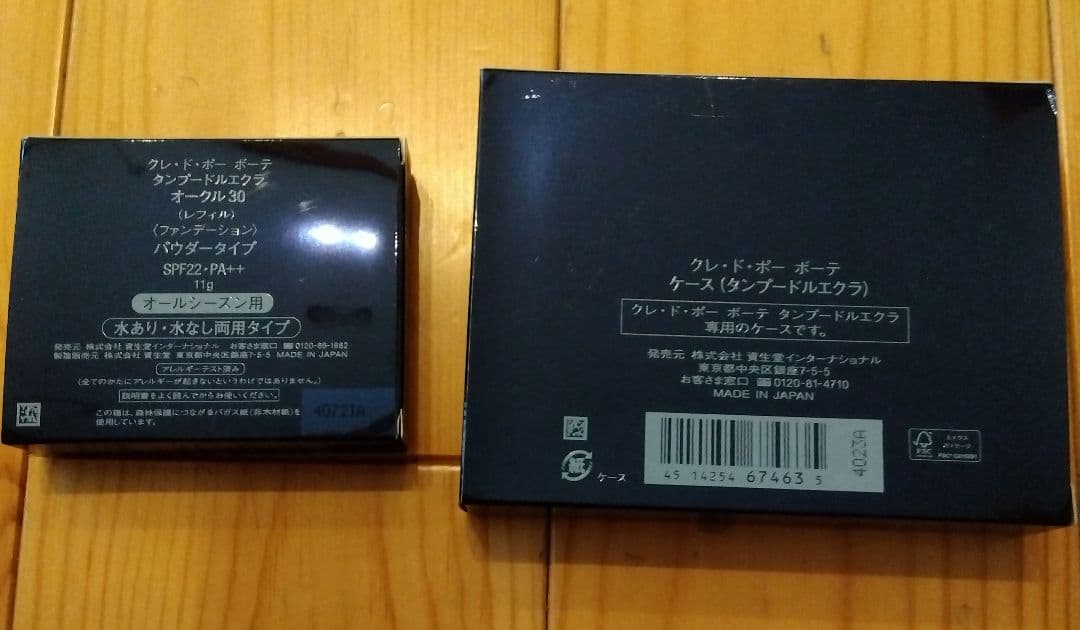 クレ・ド・ポー ボーテ
タンプードルエクラ
オークル30
〈レフィル〉
〈ファンデーション〉
パウダータイプ
SPF22・PA++
11g
オールシーズン用
水あり・水なし両用タイプ
発売元 株式会社 資生堂インターナショナル お客さま窓口 0120-86-1982
製造販売元 株式会社 資生堂 東京都中央区銀座7-5-5 MADE IN JAPAN
アレルギーテスト済み
(全てのかたにアレルギーが起きないというわけではありません。)
説明書をよく読んでからお使いください。
この箱は、森林保護につながるバガス紙(非木材紙)を
使用しています。
40721A
クレ・ド・ポー ボーテ
ケース(タンプードルエクラ)
クレ・ド・ポー ボーテ タンプードルエクラ
専用のケースです。
発売元 株式会社 資生堂インターナショナル
東京都中央区銀座7-5-5
お客さま窓口 0120-81-4710
MADE IN JAPAN
紙 ケース
4 514254 674635
4023A
FSC
ミックス